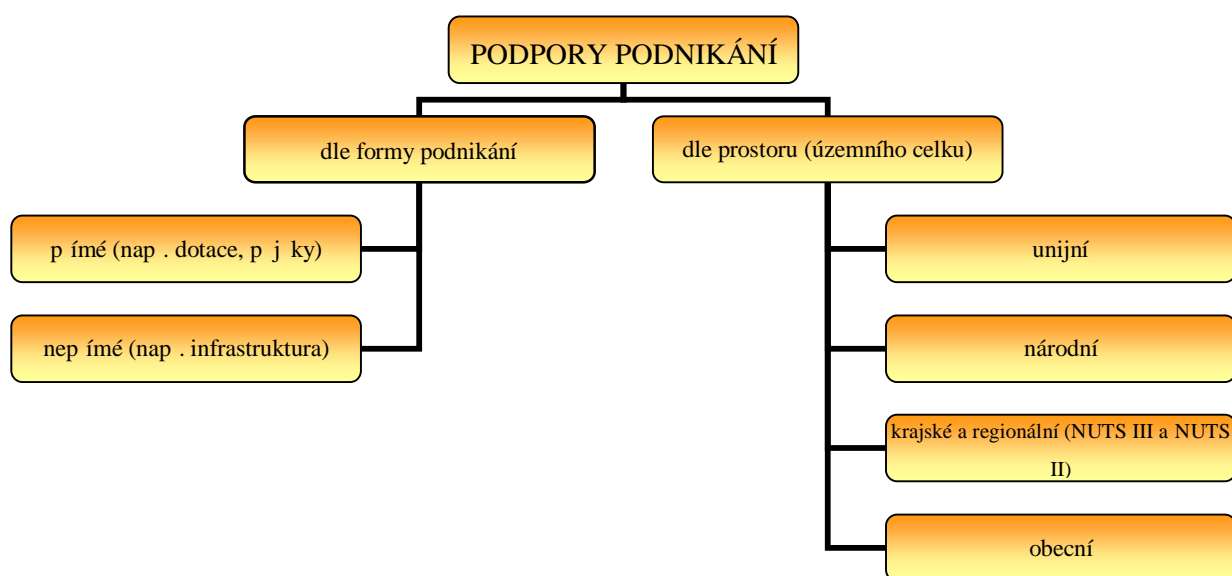 PODPORY PODNIKÁNÍ
dle formy podnikání
dle prostoru (územního celku)
p ímé (nap . dotace, p j ky)
nep ímé (nap . infrastruktura)
unijní
národní
krajské a regionální (NUTS III a NUTS
II)
obecní